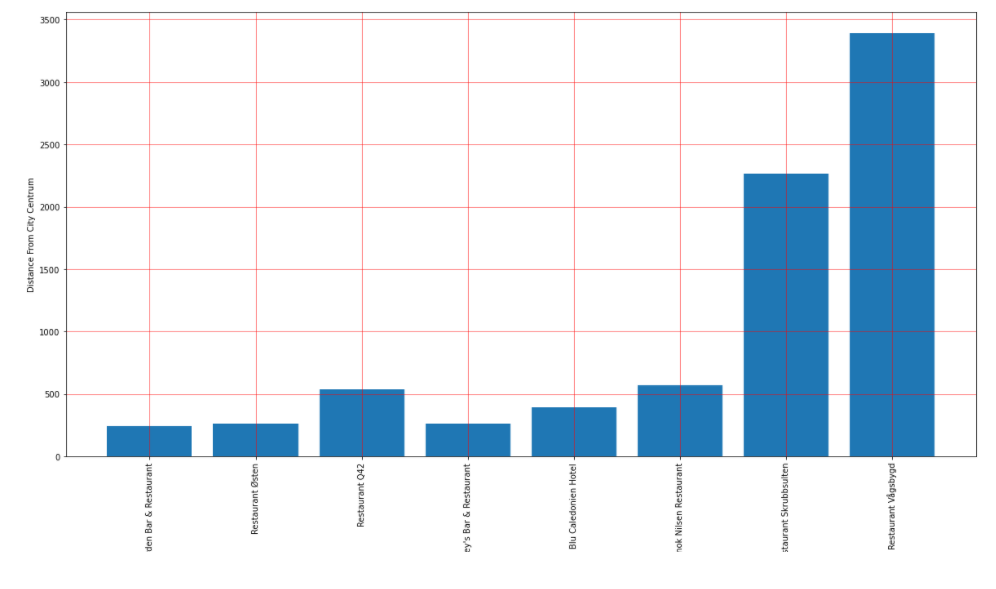 3500
3000
2500
2000
1500
1000
500
0
Distance From City Centrum
den Bar & Restaurant
Restaurant Østen
Restaurant Q42
ey's Bar & Restaurant
Blu Caledonien Hotel
nok Nilsen Restaurant
staurant Skrubbsulten
Restaurant Vågsbygd